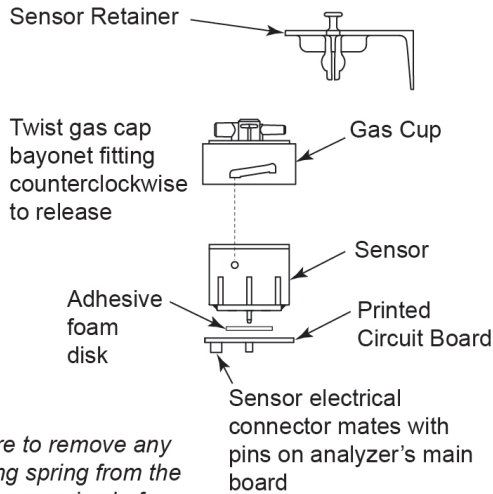 Sensor Retainer
Twist gas cap
bayonet fitting
counterclockwise
to release
Gas Cup
Sensor
Adhesive
foam
disk
Printed
Circuit Board
Sensor electrical
connector mates with
pins on analyzer's main
board
re to remove any
ng spring from the